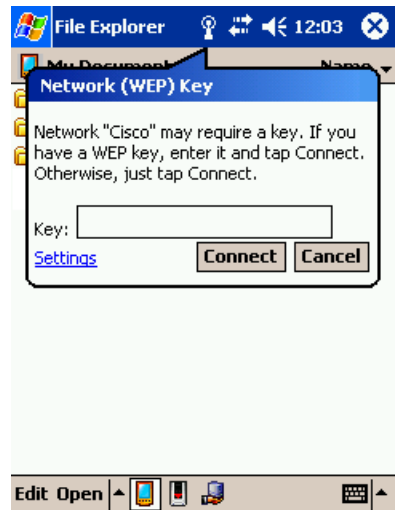 File Explorer 12:03
Name
Network (WEP) Key
Network "Cisco" may require a key. If you
have a WEP key, enter it and tap Connect.
Otherwise, just tap Connect.
Key:
Settings Connect Cancel
Edit Open